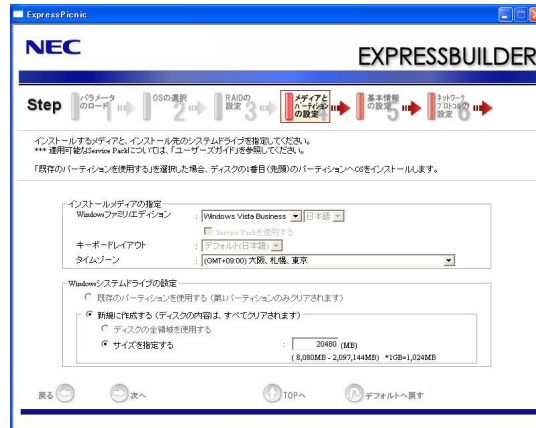 ExpressPicnic
NEC
EXPRESSBUILDER
Step パラメータのロード OSの選択 2 RAIDの設定 3 メディアとパーティションの設定 4 基本情報の設定 5 ネットワークプロトコルの設定 6
インストールするメディアと、インストール先のシステムドライブを指定してください。
*** 適用可能なService Packについては、「ユーザーズガイド」を参照してください。
「既存のパーティションを使用する」を選択した場合、ディスクの1番目(先頭)のパーティションへOSをインストールします。
インストールメディアの指定
Windowsファミリ/エディション : Windows Vista Business 日本語
Service Packを適用する
キーボードレイアウト : デフォルト(日本語)
タイムゾーン : (GMT+09:00) 大阪、札幌、東京
Windowsシステムドライブの設定
既存のパーティションを使用する (第1パーティションのみクリアされます)
新規に作成する (ディスクの内容は、すべてクリアされます)
ディスクの全領域を使用する
サイズを指定する : 20480 (MB)
(8,080MB - 2,097,144MB) *1GB=1,024MB
戻る 次へ TOPへ デフォルトへ戻す